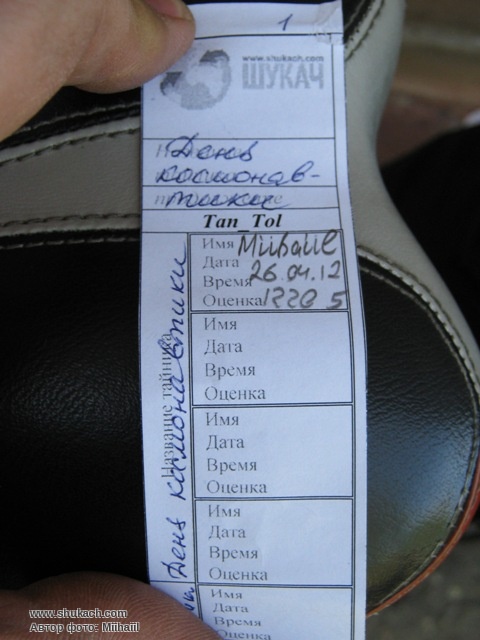 1
www.shukach.com
ШУКАЧ
День
космонав-
тики
Tan_Tol
Имя Miihaiil
Дата 26.04.12
Время 1220
Оценка 5
Имя
Дата
Время
Оценка
Имя
Дата
Время
Оценка
Имя
Дата
Время
Оценка
Имя
Дата
Время
Оценка
Название тайника
День космонавтики
www.shukach.com
Автор фото: Miihaiil